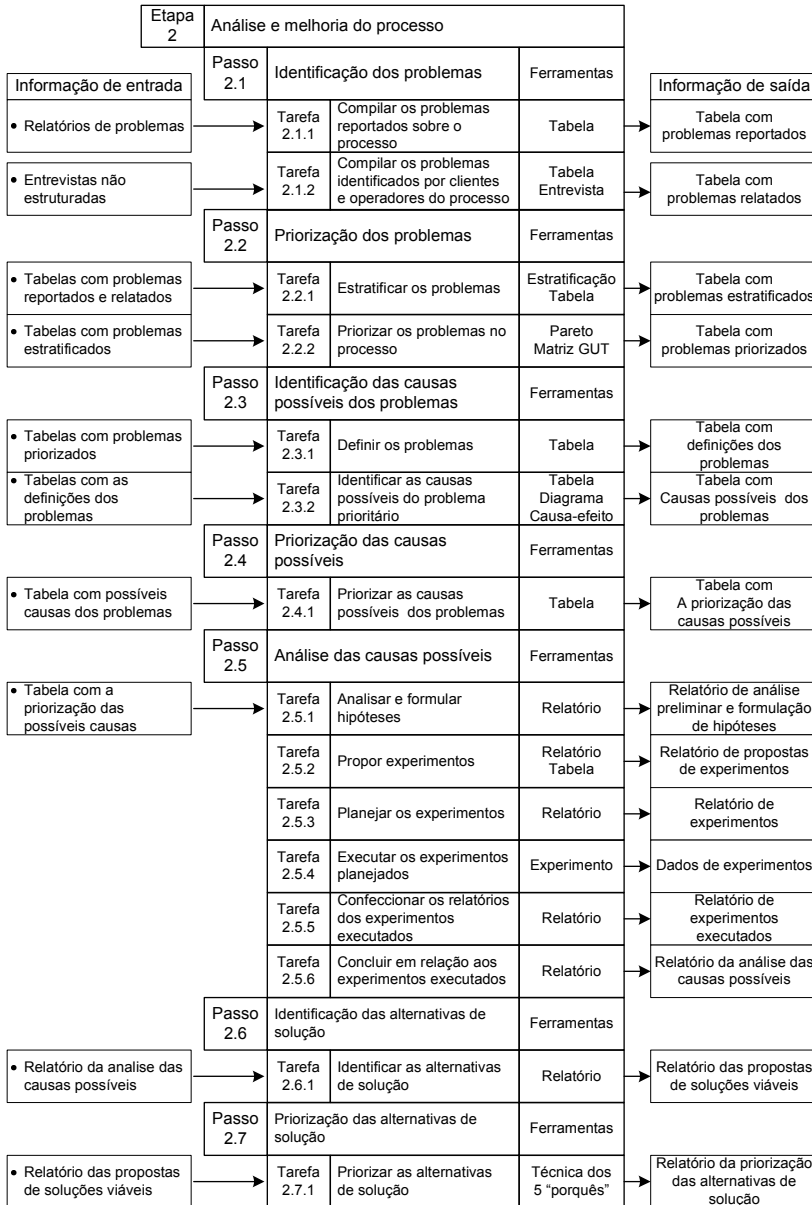 Etapa
2
Análise e melhoria do processo
Passo
2.1
Identificação dos problemas
Ferramentas
Informação de entrada
Informação de saída
• Relatórios de problemas
Tarefa
2.1.1
Compilar os problemas
reportados sobre o
processo
Tabela
Tabela com
problemas reportados
• Entrevistas não
estruturadas
Tarefa
2.1.2
Compilar os problemas
identificados por clientes
e operadores do processo
Tabela
Entrevista
Tabela com
problemas relatados
Passo
2.2
Priorização dos problemas
Ferramentas
• Tabelas com problemas
reportados e relatados
Tarefa
2.2.1
Estratificar os problemas
Estratificação
Tabela
Tabela com
problemas estratificados
• Tabelas com problemas
estratificados
Tarefa
2.2.2
Priorizar os problemas no
processo
Pareto
Matriz GUT
Tabela com
problemas priorizados
Passo
2.3
Identificação das causas
possíveis dos problemas
Ferramentas
• Tabelas com problemas
priorizados
Tarefa
2.3.1
Definir os problemas
Tabela
Tabela com
definições dos
problemas
• Tabelas com as
definições dos
problemas
Tarefa
2.3.2
Identificar as causas
possíveis do problema
prioritário
Tabela
Diagrama
Causa-efeito
Tabela com
Causas possíveis dos
problemas
Passo
2.4
Priorização das causas
possíveis
Ferramentas
• Tabela com possíveis
causas dos problemas
Tarefa
2.4.1
Priorizar as causas
possíveis dos problemas
Tabela
Tabela com
A priorização das
causas possíveis
Passo
2.5
Análise das causas possíveis
Ferramentas
• Tabela com a
priorização das
possíveis causas
Tarefa
2.5.1
Analisar e formular
hipóteses
Relatório
Relatório de análise
preliminar e formulação
de hipóteses
Tarefa
2.5.2
Propor experimentos
Relatório
Tabela
Relatório de propostas
de experimentos
Tarefa
2.5.3
Planejar os experimentos
Relatório
Relatório de
experimentos
Tarefa
2.5.4
Executar os experimentos
planejados
Experimento
Dados de experimentos
Tarefa
2.5.5
Confeccionar os relatórios
dos experimentos
executados
Relatório
Relatório de
experimentos
executados
Tarefa
2.5.6
Concluir em relação aos
experimentos executados
Relatório
Relatório da análise das
causas possíveis
Passo
2.6
Identificação das alternativas de
solução
Ferramentas
• Relatório da analise das
causas possíveis
Tarefa
2.6.1
Identificar as alternativas
de solução
Relatório
Relatório das propostas
de soluções viáveis
Passo
2.7
Priorização das alternativas de
solução
Ferramentas
• Relatório das propostas
de soluções viáveis
Tarefa
2.7.1
Priorizar as alternativas
de solução
Técnica dos
5 “porquês”
Relatório da priorização
das alternativas de
solução